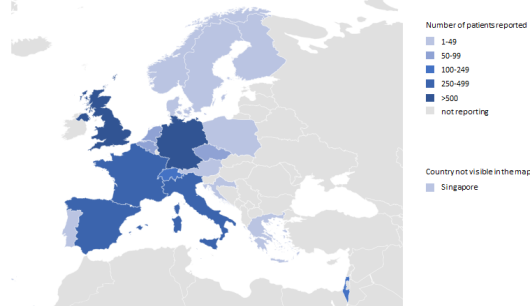 Number of patients reported
1-49
50-99
100-249
250-499
>500
not reporting
Country not visible in the map
Singapore